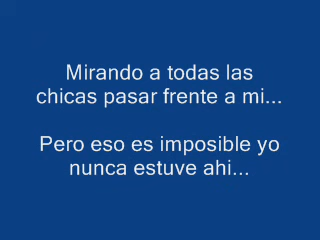 Mirando a todas las
chicas pasar frente a mi...
Pero eso es imposible yo
nunca estuve ahi...